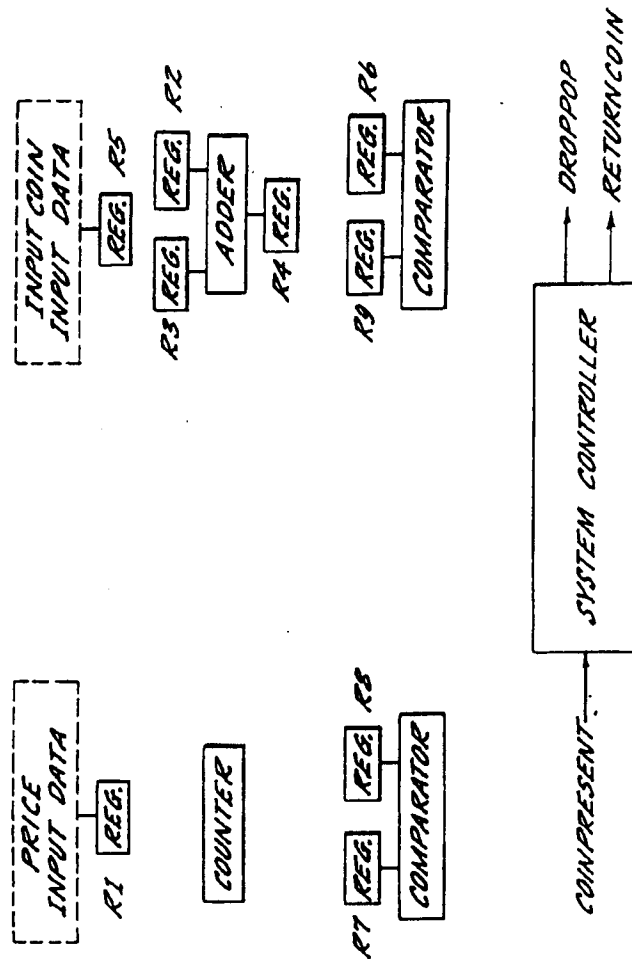 PRICE
INPUT DATA
INPUT COIN
INPUT DATA
R1 REG.
REG. R5
R3 REG. REG. R2
COUNTER
ADDER
R4 REG.
R7 REG. REG. R8
R9 REG. REG. R6
COMPARATOR
COMPARATOR
COINPRESENT
SYSTEM CONTROLLER
DROPPOP
RETURNCOIN